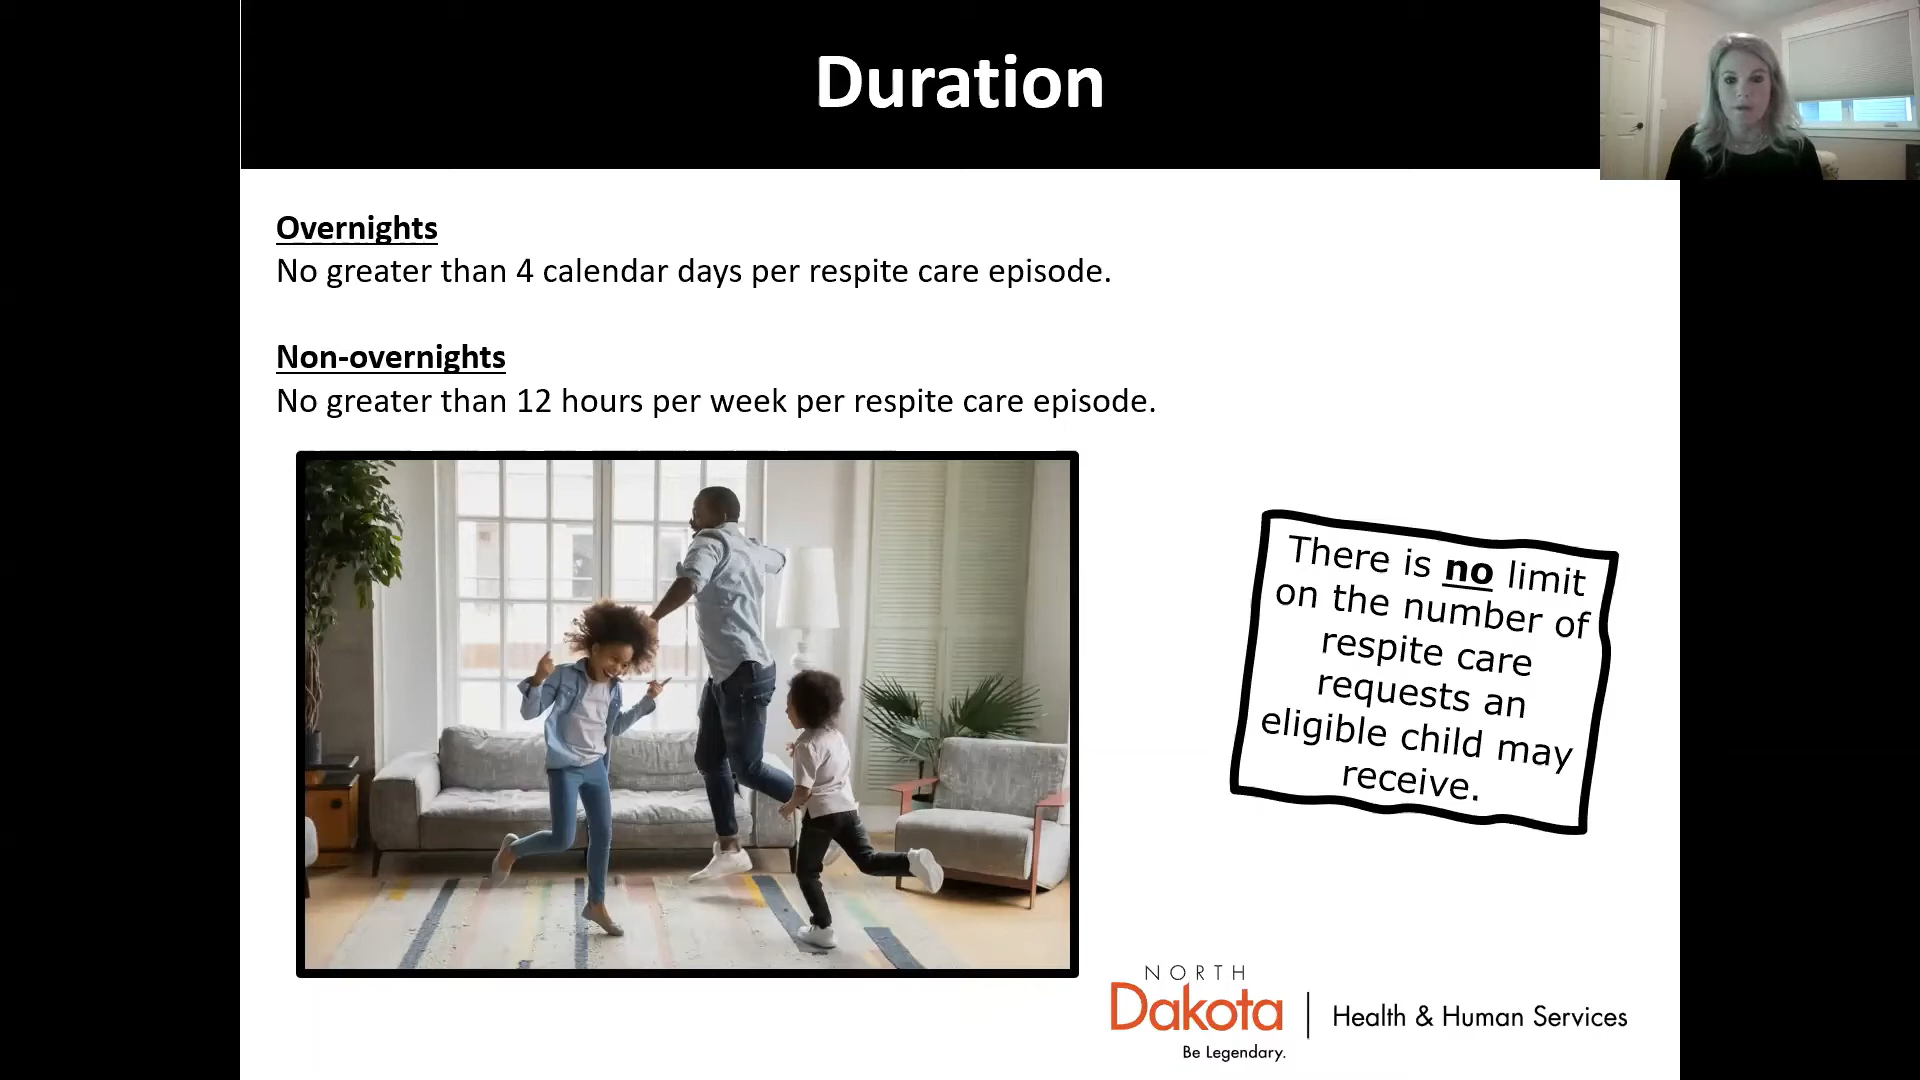 Duration
Overnights
No greater than 4 calendar days per respite care episode.
Non-overnights
No greater than 12 hours per week per respite care episode.
There is no limit
on the number of
respite care
requests an
eligible child may
receive.
NORTH
Dakota
Be Legendary.
Health & Human Services